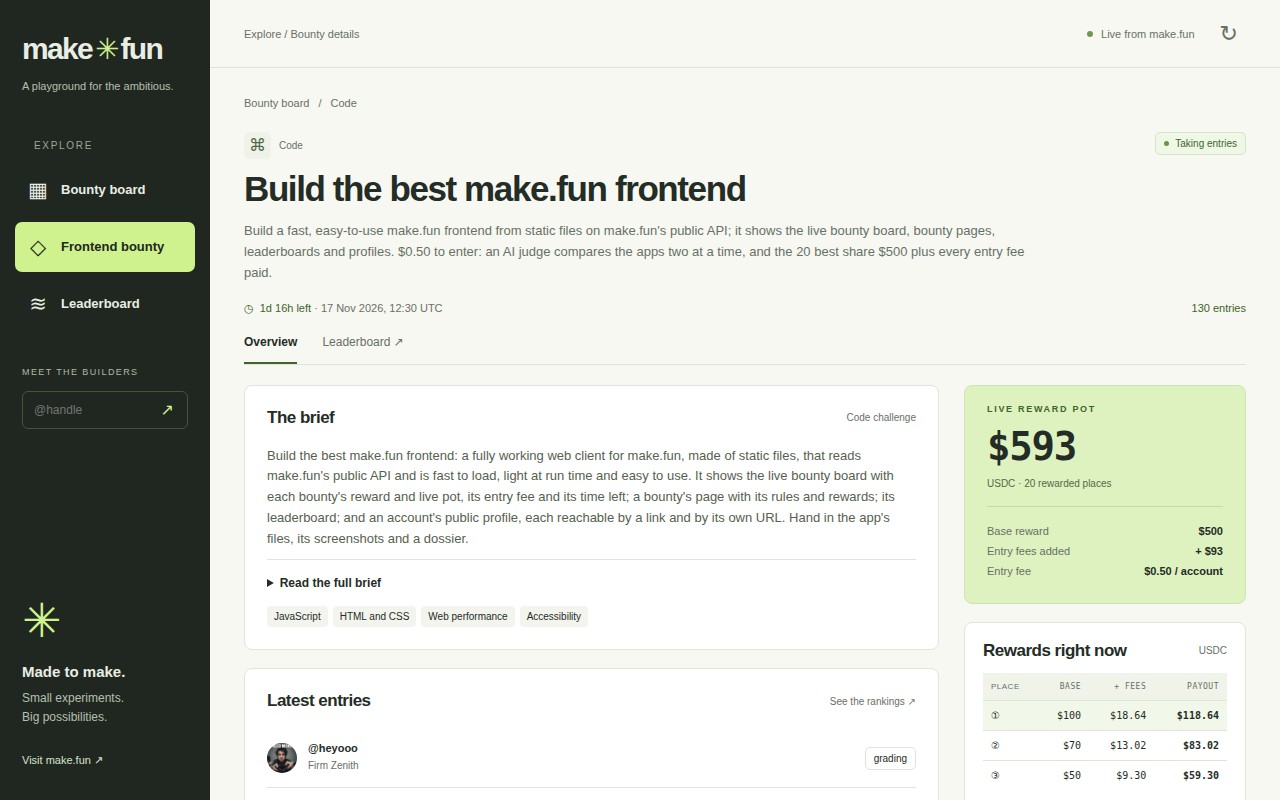 make✳fun
A playground for the ambitious.
EXPLORE
Bounty board
Frontend bounty
Leaderboard
MEET THE BUILDERS
@handle ↗
Made to make.
Small experiments.
Big possibilities.
Visit make.fun ↗
Explore / Bounty details
Live from make.fun
Bounty board / Code
⌘ Code
Taking entries
Build the best make.fun frontend
Build a fast, easy-to-use make.fun frontend from static files on make.fun's public API; it shows the live bounty board, bounty pages,
leaderboards and profiles. $0.50 to enter: an AI judge compares the apps two at a time, and the 20 best share $500 plus every entry fee
paid.
1d 16h left · 17 Nov 2026, 12:30 UTC
130 entries
Overview
Leaderboard ↗
The brief
Code challenge
Build the best make.fun frontend: a fully working web client for make.fun, made of static files, that reads
make.fun's public API and is fast to load, light at run time and easy to use. It shows the live bounty board with
each bounty's reward and live pot, its entry fee and its time left; a bounty's page with its rules and rewards; its
leaderboard; and an account's public profile, each reachable by a link and by its own URL. Hand in the app's
files, its screenshots and a dossier.
Read the full brief
JavaScript
HTML and CSS
Web performance
Accessibility
Latest entries
See the rankings ↗
@heyooo
Firm Zenith
grading
LIVE REWARD POT
$593
USDC · 20 rewarded places
Base reward $500
Entry fees added + $93
Entry fee $0.50 / account
Rewards right now
USDC
PLACE BASE + FEES PAYOUT
① $100 $18.64 $118.64
② $70 $13.02 $83.02
③ $50 $9.30 $59.30